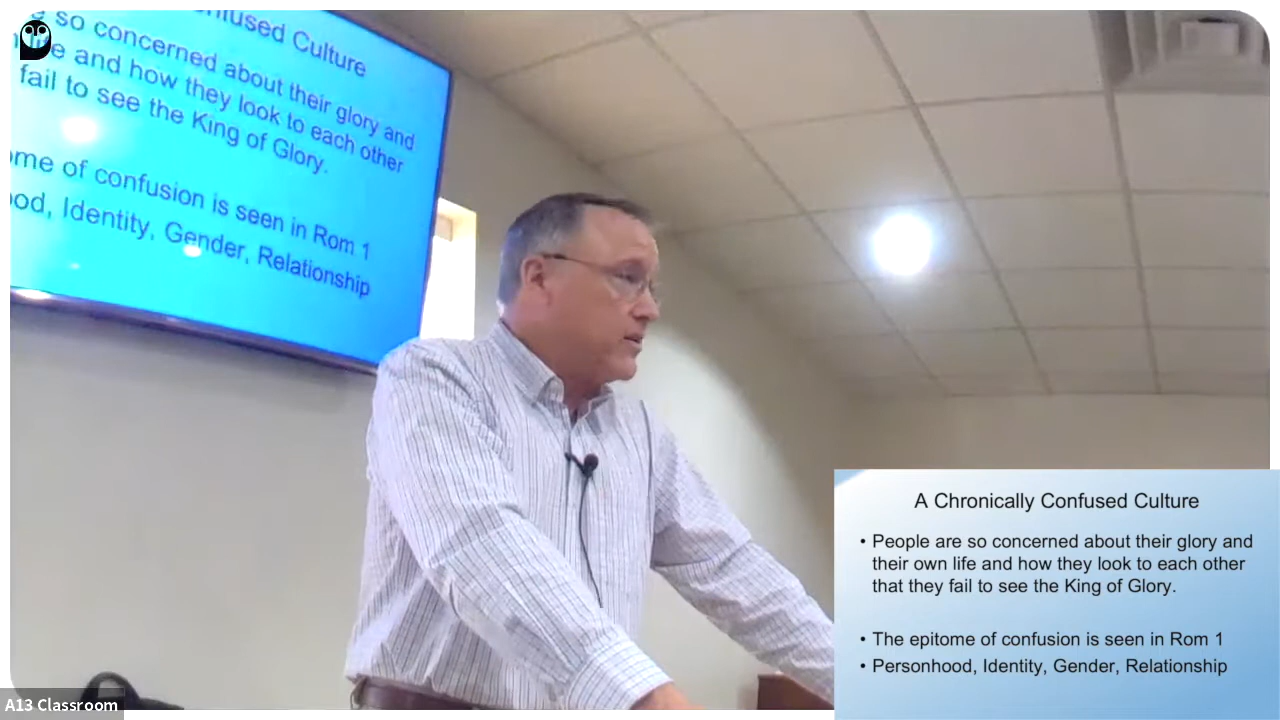 nfused Culture
so concerned about their glory and
life and how they look to each other
fail to see the King of Glory.
ome of confusion is seen in Rom 1
ood, Identity, Gender, Relationship
A Chronically Confused Culture
• People are so concerned about their glory and
their own life and how they look to each other
that they fail to see the King of Glory.
• The epitome of confusion is seen in Rom 1
• Personhood, Identity, Gender, Relationship
A13 Classroom